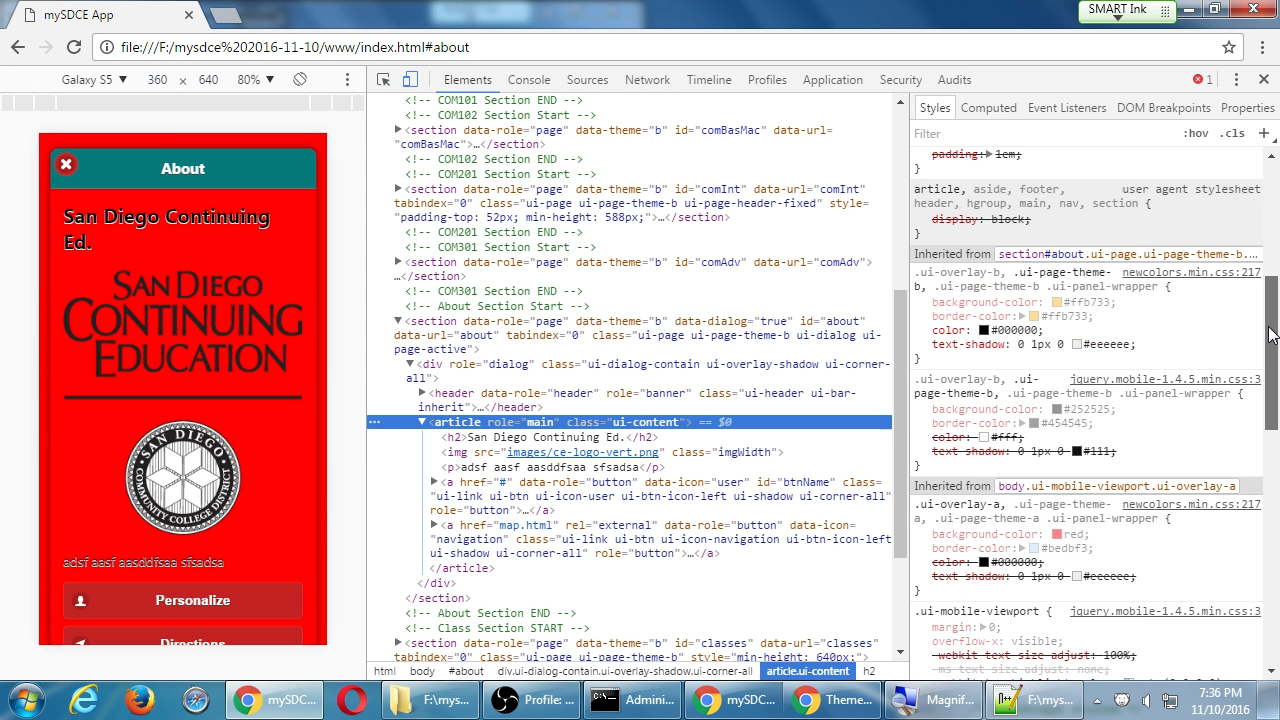 mySDCE App
SMART Ink
file:///F:/mysdce%202016-11-10/www/index.html#about
Galaxy S5 ▼ 360 × 640 80% ▼
Elements Console Sources Network Timeline Profiles Application Security Audits 1
About
San Diego Continuing
Ed.
SAN DIEGO
CONTINUING
EDUCATION
SAN DIEGO
COMMUNITY COLLEGE DISTRICT
adsf aasf aasddfsaa sfsadsa
Personalize
Directions
<!-- COM101 Section END -->
<!-- COM102 Section Start -->
<section data-role="page" data-theme="b" id="comBasMac" data-url=
"comBasMac">…</section>
<!-- COM102 Section END -->
<!-- COM201 Section Start -->
<section data-role="page" data-theme="b" id="comInt" data-url="comInt"
tabindex="0" class="ui-page ui-page-theme-b ui-page-header-fixed" style=
"padding-top: 52px; min-height: 588px;">…</section>
<!-- COM201 Section END -->
<!-- COM301 Section Start -->
<section data-role="page" data-theme="b" id="comAdv" data-url="comAdv">
…</section>
<!-- COM301 Section END -->
<!-- About Section Start -->
<section data-role="page" data-theme="b" data-dialog="true" id="about"
data-url="about" tabindex="0" class="ui-page ui-page-theme-b ui-dialog ui-
page-active">
<div role="dialog" class="ui-dialog-contain ui-overlay-shadow ui-corner-
all">
<header data-role="header" role="banner" class="ui-header ui-bar-
inherit">…</header>
<article role="main" class="ui-content"> == $0
<h2>San Diego Continuing Ed.</h2>
<img src="images/ce-logo-vert.png" class="imgWidth">
<p>adsf aasf aasddfsaa sfsadsa</p>
<a href="#" data-role="button" data-icon="user" id="btnName" class=
"ui-link ui-btn ui-icon-user ui-btn-icon-left ui-shadow ui-corner-all"
role="button">…</a>
<a href="map.html" rel="external" data-role="button" data-icon=
"navigation" class="ui-link ui-btn ui-icon-navigation ui-btn-icon-left
ui-shadow ui-corner-all" role="button">…</a>
</article>
</div>
</section>
<!-- About Section END -->
<!-- Class Section START -->
<section data-role="page" data-theme="b" id="classes" data-url="classes"
tabindex="0" class="ui-page ui-page-theme-b" style="min-height: 640px;">
html body #about div.ui-dialog-contain.ui-overlay-shadow.ui-corner-all article.ui-content h2
Styles Computed Event Listeners DOM Breakpoints Properties
Filter :hov .cls +
padding: 1em;
}
article, aside, footer, user agent stylesheet
header, hgroup, main, nav, section {
display: block;
}
Inherited from section#about.ui-page.ui-page-theme-b.…
.ui-overlay-b, .ui-page-theme- newcolors.min.css:217
b, .ui-page-theme-b .ui-panel-wrapper {
background-color: #ffb733;
border-color: #ffb733;
color: #000000;
text-shadow: 0 1px 0 #eeeeee;
}
.ui-overlay-b, .ui- jquery.mobile-1.4.5.min.css:3
page-theme-b, .ui-page-theme-b .ui-panel-wrapper {
background-color: #252525;
border-color: #454545;
color: #fff;
text-shadow: 0 1px 0 #111;
}
Inherited from body.ui-mobile-viewport.ui-overlay-a
.ui-overlay-a, .ui-page-theme- newcolors.min.css:217
a, .ui-page-theme-a .ui-panel-wrapper {
background-color: red;
border-color: #bedbf3;
color: #000000;
text-shadow: 0 1px 0 #eeeeee;
}
.ui-mobile-viewport { jquery.mobile-1.4.5.min.css:3
margin: 0;
overflow-x: visible;
-webkit-text-size-adjust: 100%;
-ms-text-size-adjust: none;
mySDC... F:\mys... Profile: ... Admini... mySDC... Theme... Magnif... F:\mys...
7:36 PM
11/10/2016